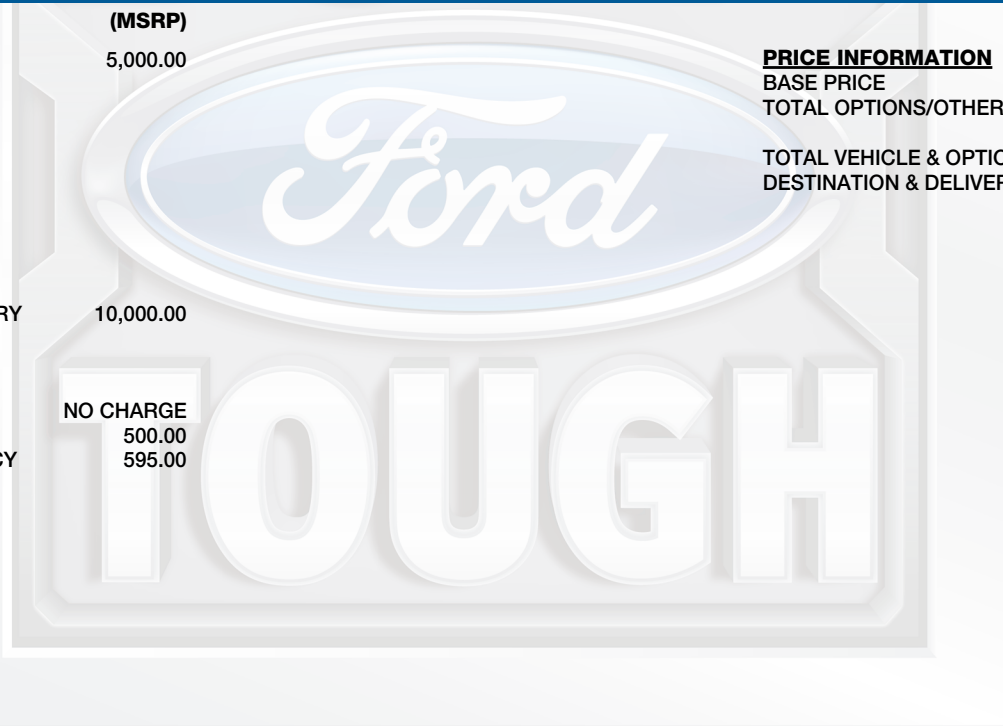 (MSRP)
5,000.00
RY 10,000.00
NO CHARGE
500.00
CY 595.00
PRICE INFORMATION
BASE PRICE
TOTAL OPTIONS/OTHER
TOTAL VEHICLE & OPTIO
DESTINATION & DELIVER
Ford
TOUGH